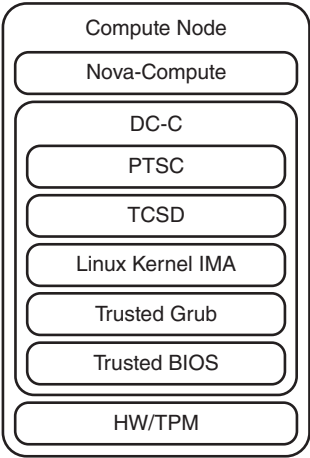 Compute Node
Nova-Compute
DC-C
PTSC
TCSD
Linux Kernel IMA
Trusted Grub
Trusted BIOS
HW/TPM